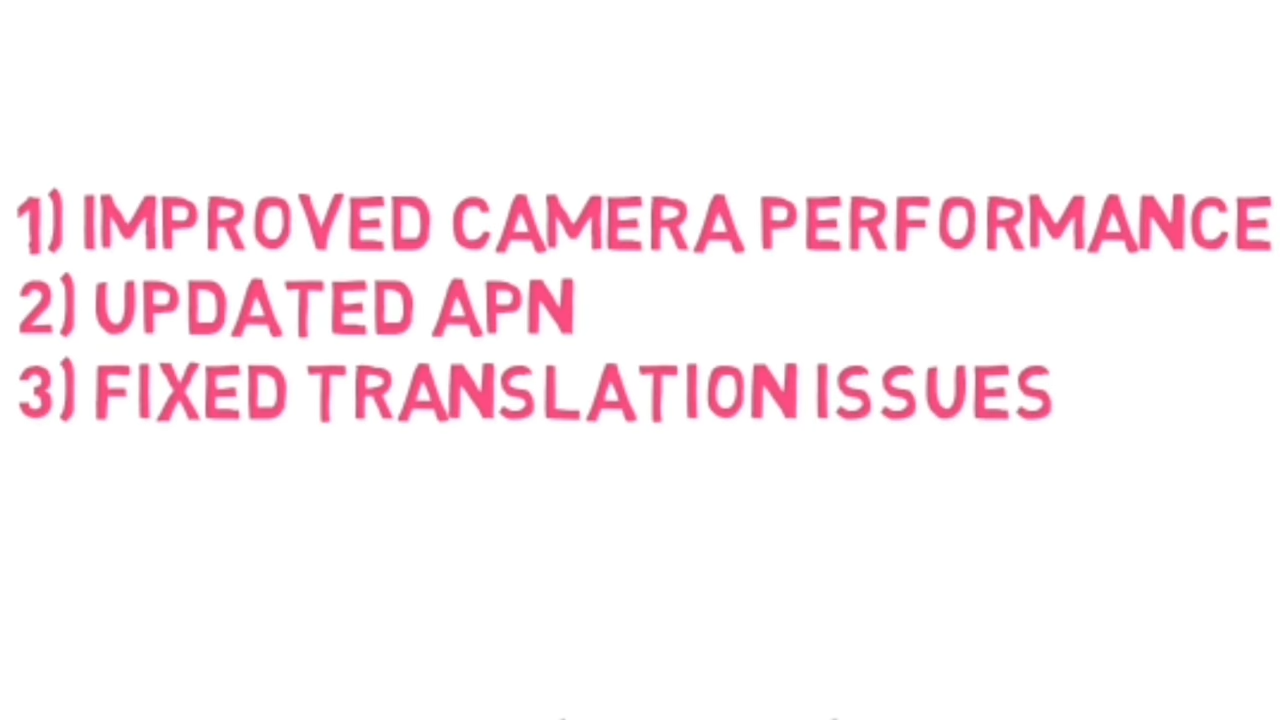 1) IMPROVED CAMERA PERFORMANCE
2) UPDATED APN
3) FIXED TRANSLATION ISSUES